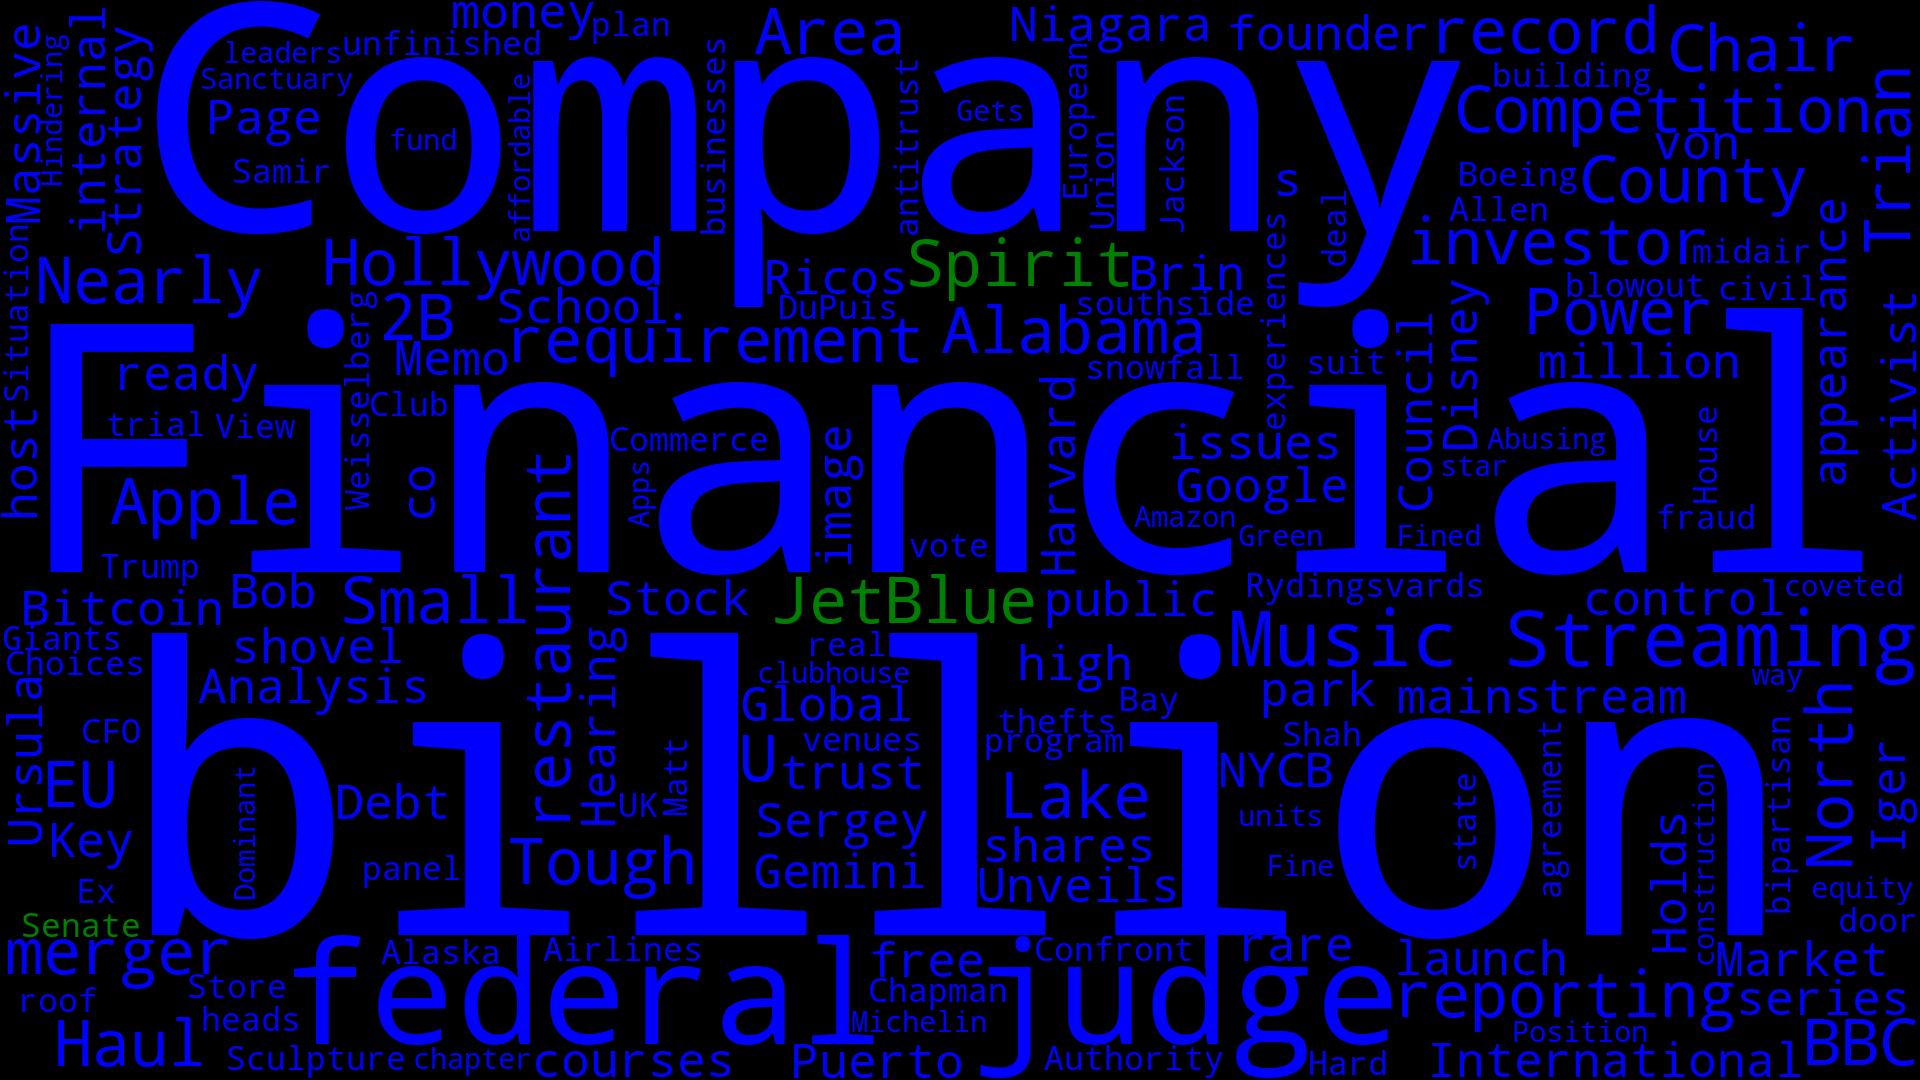 Company
Financial
billion
federal
judge
money
plan
Area
Niagara
founder
record
Chair
leaders
unfinished
Sanctuary
Page
fund
Samir
Massive
Hindering
internal
strategy
affordable
businesses
antitrust
Gets
European
Union
Jackson
s
building
Competition
von
Boeing
County
Allen
investor
midair
Trian
Nearly
Hollywood
2B
School
Ricos
DuPuis
Spirit
Brin
southside
experiences
deal
blowout
civil
Power
million
appearance
Activist
Situation
host
ready
Weisselberg
Memo
requirement
Alabama
snowfall
suit
Council
Disney
trial
View
Club
Commerce
Apps
image
Harvard
issues
Google
star
Abusing
House
Apple
co
restaurant
Amazon
Green
Fined
fraud
vote
Trump
Bitcoin
Bob
Small
Stock
JetBlue
public
Rydingsvards
control
coveted
Giants
Choices
shovel
Analysis
Hearing
real
clubhouse
high
Music Streaming
Ursula
CFO
Global
Bay
park
mainstream
way
thefts
program
venues
Shah
EU
Key
Dominant
Debt
UK
Matt
U
trust
Lake
NYCB
North
Iger
bipartisan
Sergey
units
state
agreement
Holds
construction
shares
panel
Tough
Gemini
Unveils
Fine
Ex
equity
door
Senate
merger
Alaska
Airlines
free
Confront
rare
launch
Market
Store
roof
heads
Chapman
Michelin
reporting
series
Haul
Sculpture
chapter
courses
Puerto
Authority
Hard
Position
International
BBC